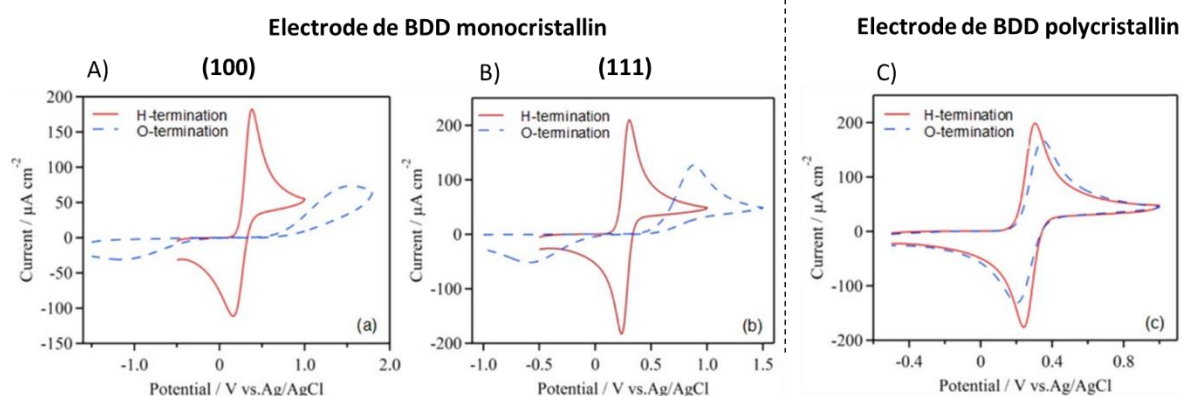 Electrode de BDD monocristallin
Electrode de BDD polycristallin
A)
(100)
B)
(111)
C)
200
150
100
50
0
-50
-100
-150
H-termination
O-termination
Current / μA cm⁻²
(a)
-1.0
0
1.0
2.0
Potential / V vs.Ag/AgCl
200
100
0
-100
-200
H-termination
O-termination
Current / μA cm⁻²
(b)
-1.0
-0.5
0
0.5
1.0
1.5
Potential / V vs.Ag/AgCl
200
100
0
-100
-200
H-termination
O-termination
Current / μA cm⁻²
(c)
-0.4
0
0.4
0.8
Potential / V vs.Ag/AgCl